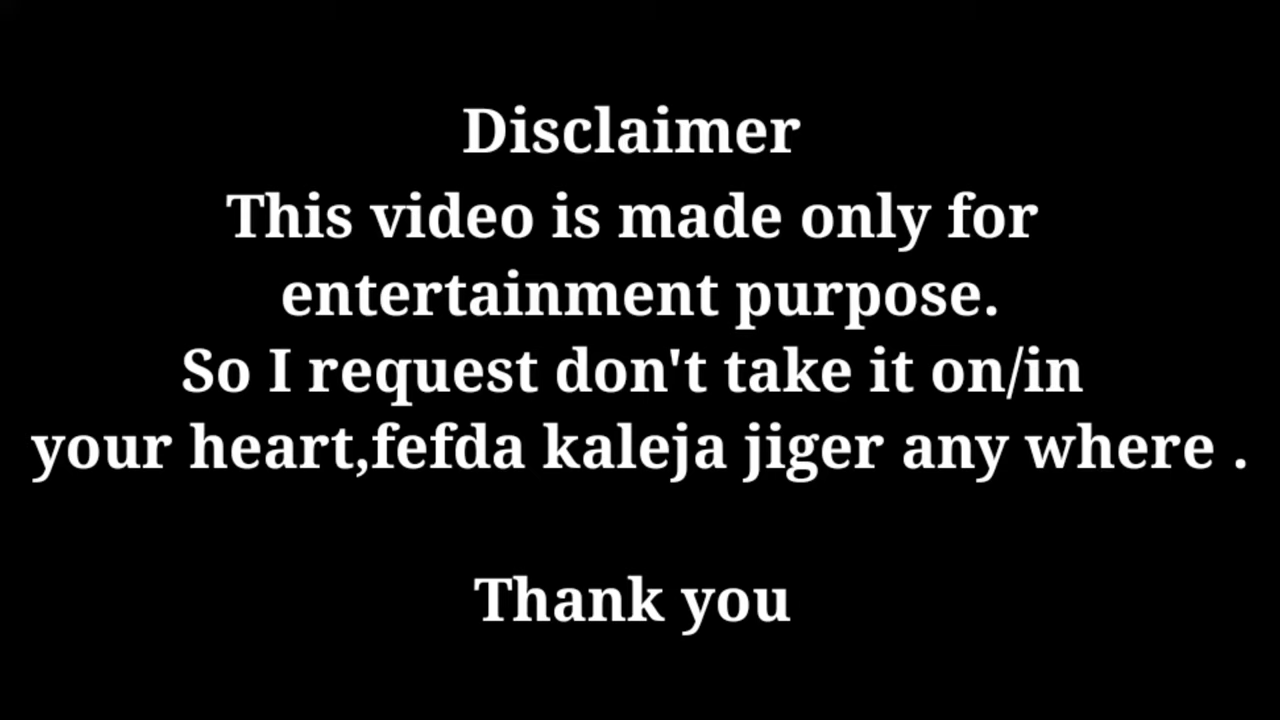 Disclaimer
This video is made only for
entertainment purpose.
So I request don't take it on/in
your heart,fefda kaleja jiger any where .
Thank you